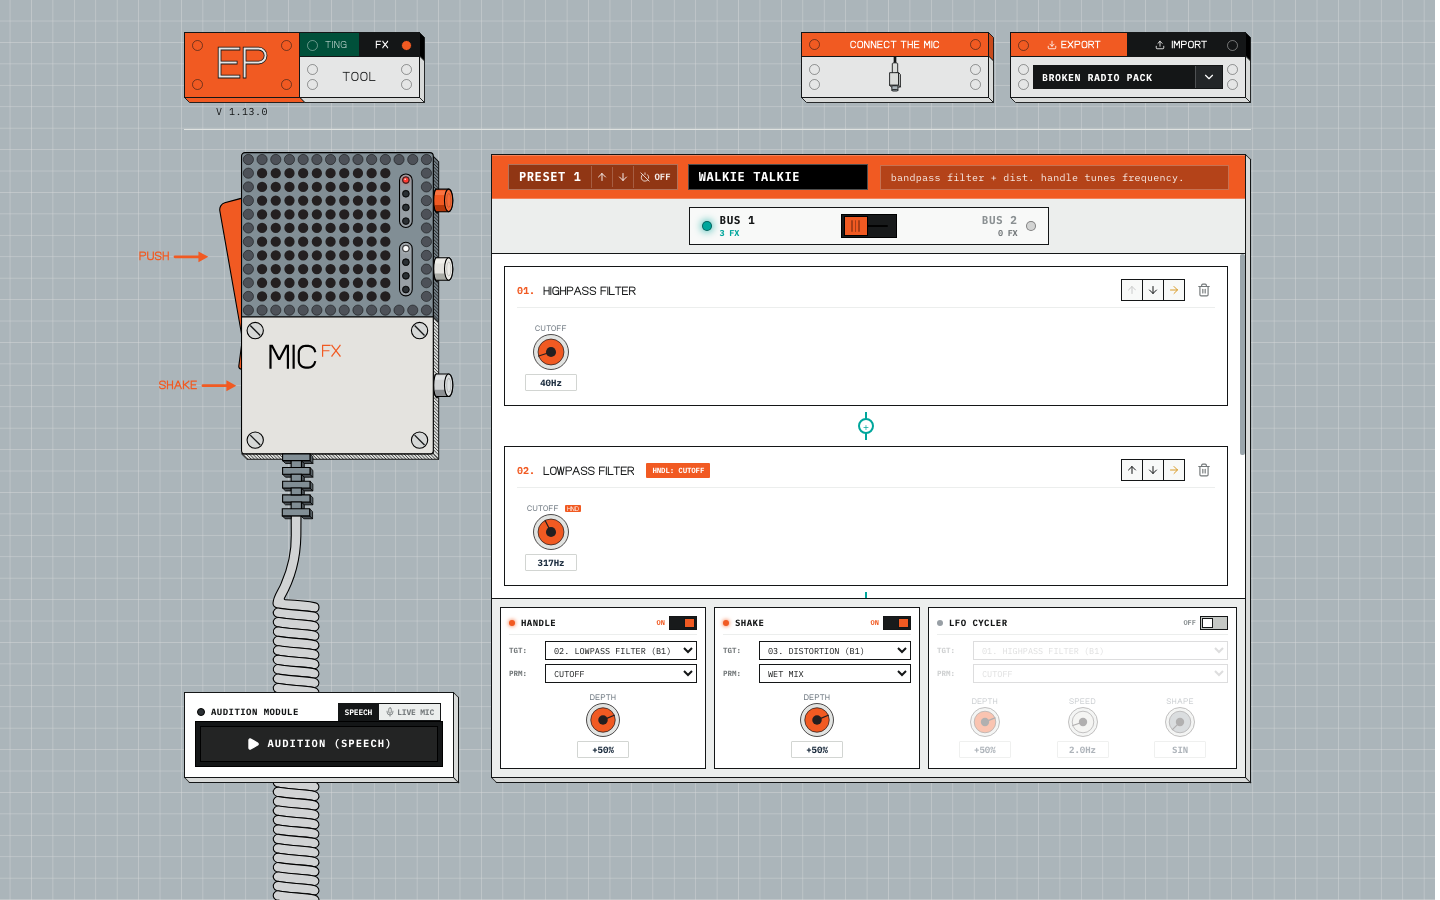 EP
TING
FX
TOOL
V 1.13.0
CONNECT THE MIC
EXPORT
IMPORT
BROKEN RADIO PACK
PUSH
SHAKE
MIC FX
PRESET 1
OFF
WALKIE TALKIE
bandpass filter + dist. handle tunes frequency.
BUS 1
3 FX
BUS 2
0 FX
01. HIGHPASS FILTER
CUTOFF
40Hz
02. LOWPASS FILTER
HNDL: CUTOFF
CUTOFF HND
317Hz
HANDLE
ON
TGT: 02. LOWPASS FILTER (B1)
PRM: CUTOFF
DEPTH
+50%
SHAKE
ON
TGT: 03. DISTORTION (B1)
PRM: WET MIX
DEPTH
+50%
LFO CYCLER
OFF
TGT: 01. HIGHPASS FILTER (B1)
PRM: CUTOFF
DEPTH
SPEED
SHAPE
+50%
2.0Hz
SIN
AUDITION MODULE
SPEECH
LIVE MIC
AUDITION (SPEECH)